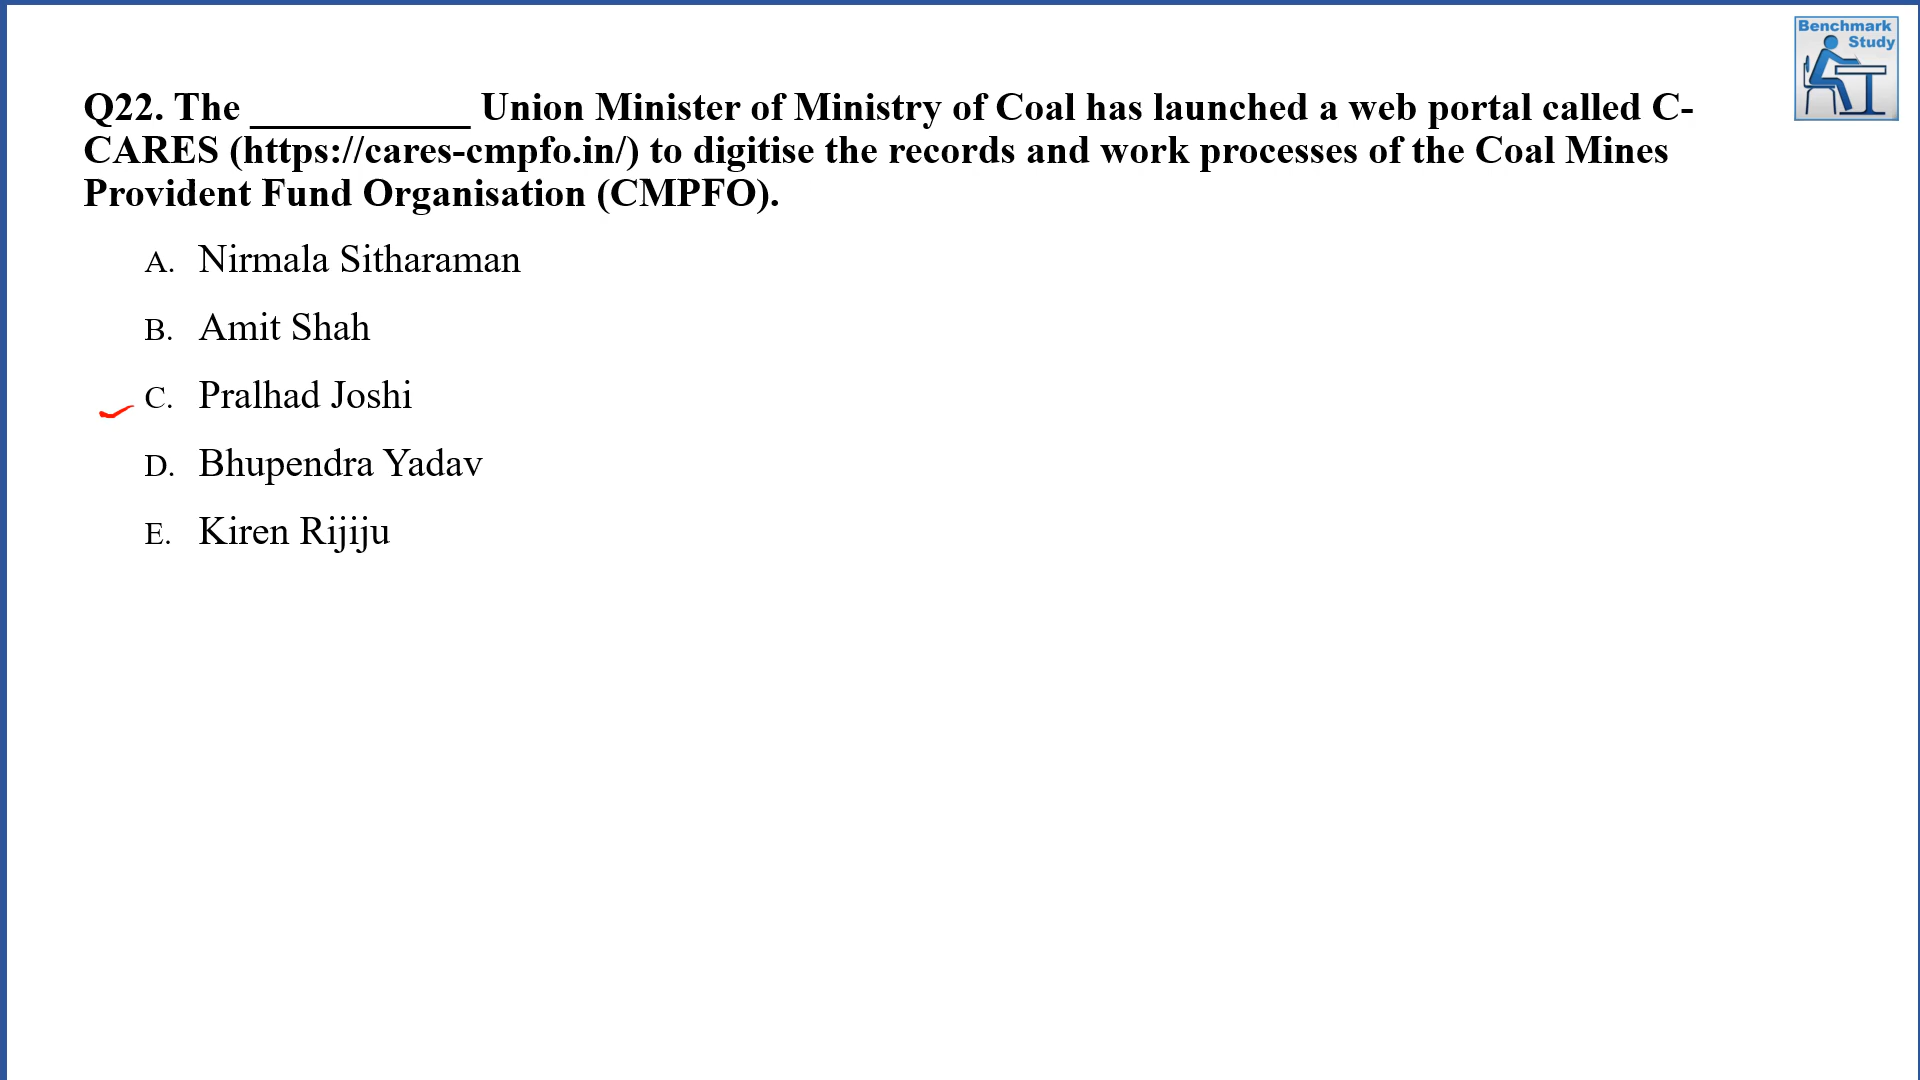 Benchmark
Study
Q22. The ___________ Union Minister of Ministry of Coal has launched a web portal called C-
CARES (https://cares-cmpfo.in/) to digitise the records and work processes of the Coal Mines
Provident Fund Organisation (CMPFO).
A. Nirmala Sitharaman
B. Amit Shah
C. Pralhad Joshi
D. Bhupendra Yadav
E. Kiren Rijiju